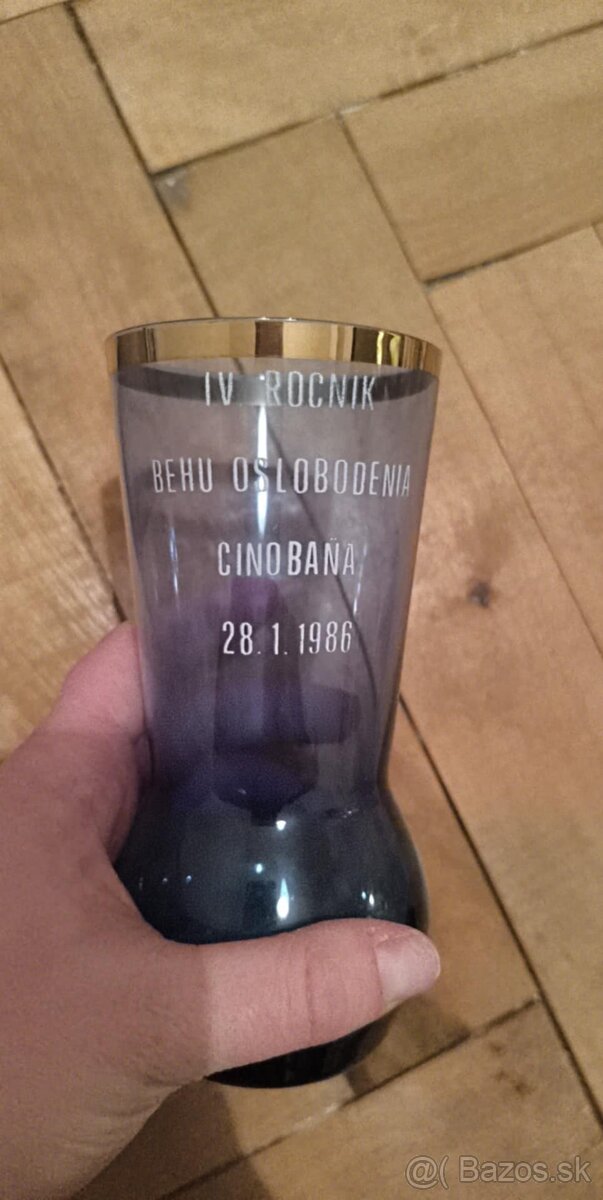 IV. ROCNIK
BEHU OSLOBODENIA
CINOBAŇA
28.1.1986
@( Bazos.sk